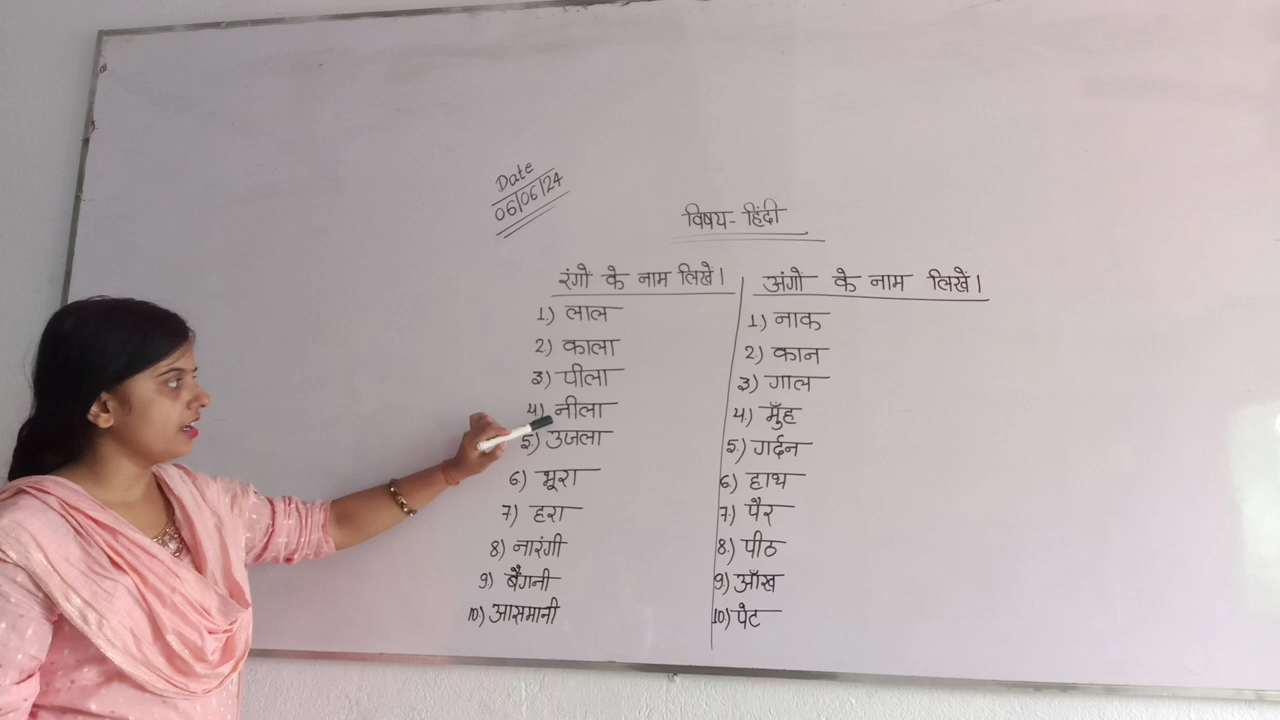 Date
06/06/24
विषय- हिंदी
रंगो के नाम लिखे।
1.) लाल
2.) काला
3.) पीला
4.) नीला
5.) उजला
6.) भूरा
7.) हरा
8.) नारंगी
9.) बैंगनी
10.) आसमानी
अंगो के नाम लिखें।
1.) नाक
2.) कान
3.) गाल
4.) मुँह
5.) गर्दन
6.) हाथ
7.) पैर
8.) पीठ
9.) आँख
10.) पेट